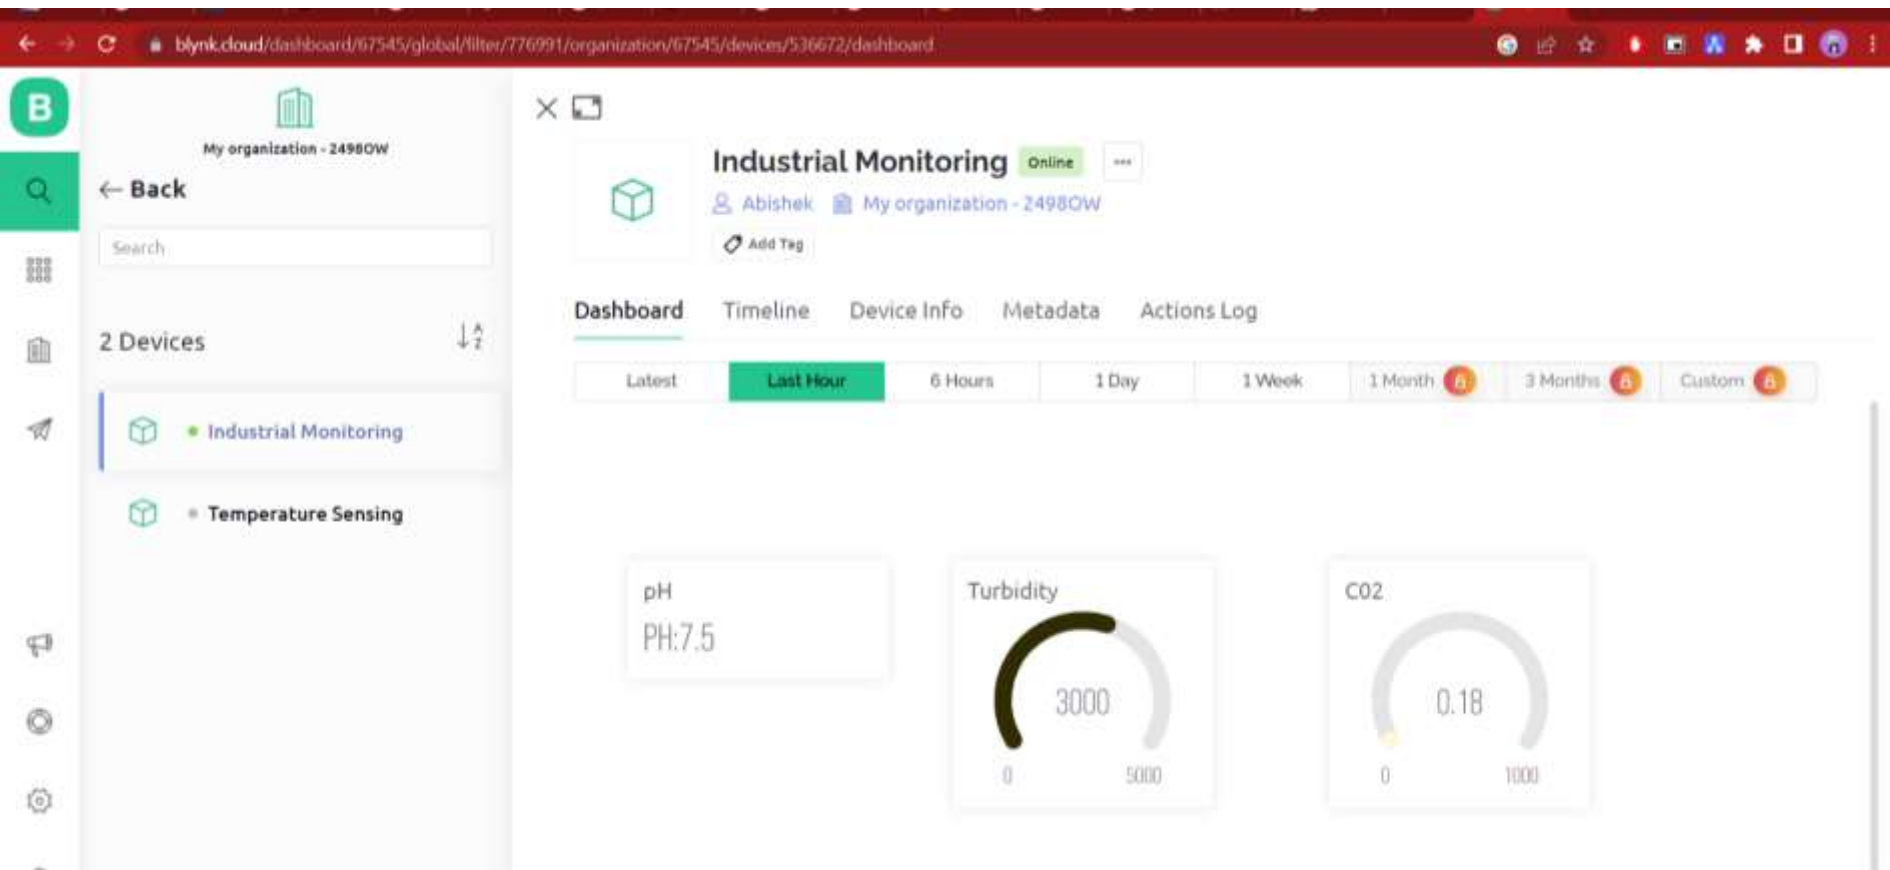 blynk.cloud/dashboard/67545/global/filter/776991/organization/67545/devices/536672/dashboard
B
My organization - 2498OW
← Back
Search
2 Devices
Industrial Monitoring
Temperature Sensing
Industrial Monitoring Online ...
Abishek My organization - 2498OW
Add Tag
Dashboard Timeline Device Info Metadata Actions Log
Latest Last Hour 6 Hours 1 Day 1 Week 1 Month 3 Months Custom
pH
PH:7.5
Turbidity
3000
0 5000
C02
0.18
0 1000